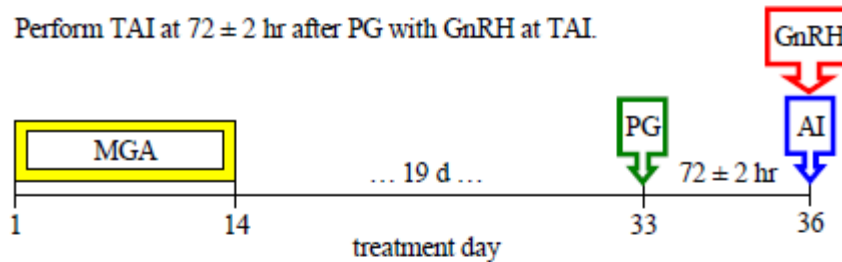 Perform TAI at 72 ± 2 hr after PG with GnRH at TAI.
GnRH
MGA
PG
AI
... 19 d ...
72 ± 2 hr
1
14
33
36
treatment day